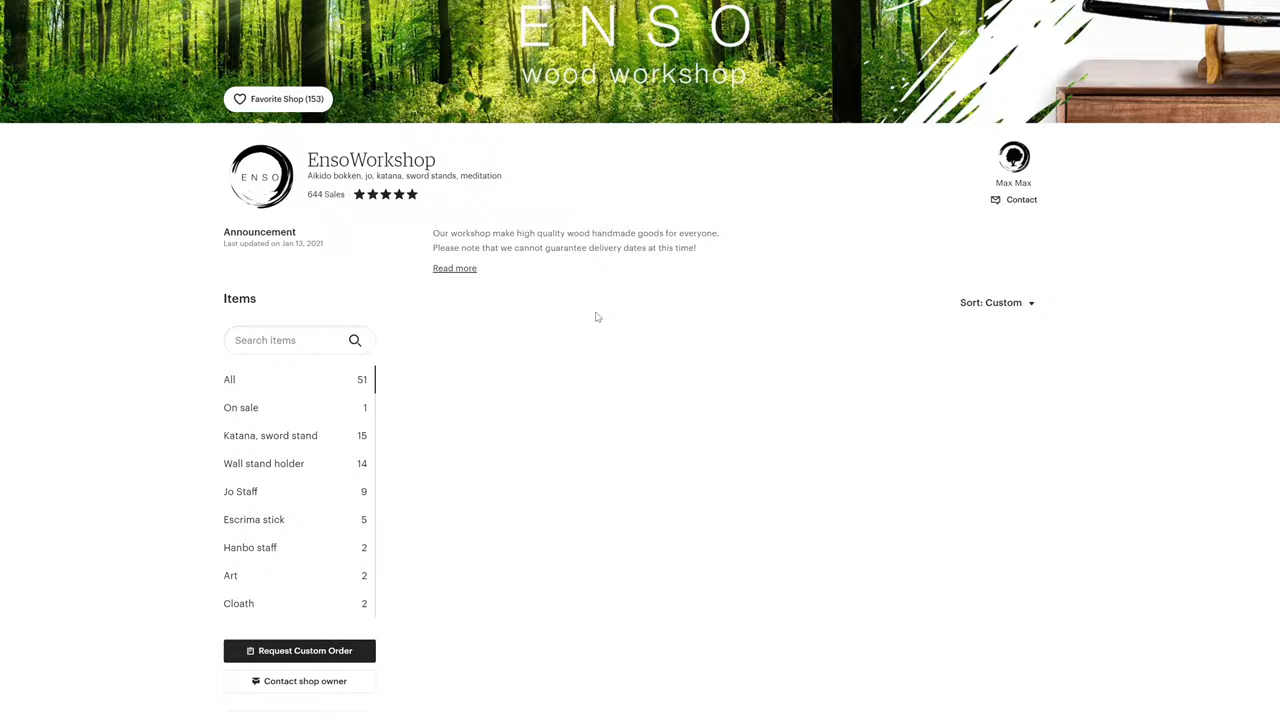 ENSO
wood workshop
Favorite Shop (153)
ENSO
EnsoWorkshop
Aikido bokken, jo, katana, sword stands, meditation
644 Sales
Max Max
Contact
Announcement
Last updated on Jan 13, 2021
Our workshop make high quality wood handmade goods for everyone.
Please note that we cannot guarantee delivery dates at this time!
Read more
Items
Sort: Custom
Search items
All 51
On sale 1
Katana, sword stand 15
Wall stand holder 14
Jo Staff 9
Escrima stick 5
Hanbo staff 2
Art 2
Cloath 2
Request Custom Order
Contact shop owner